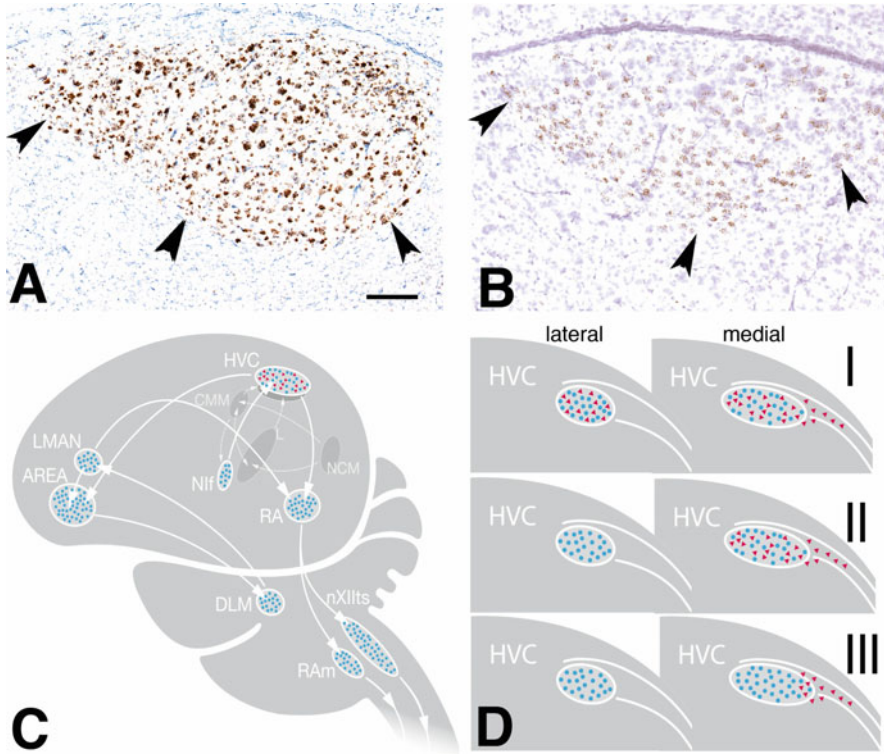 A
B
HVC
CMM
L
LMAN
AREA
NIf
NCM
RA
DLM
nXIIts
RAm
C
lateral
medial
HVC
HVC
I
HVC
HVC
II
HVC
HVC
III
D